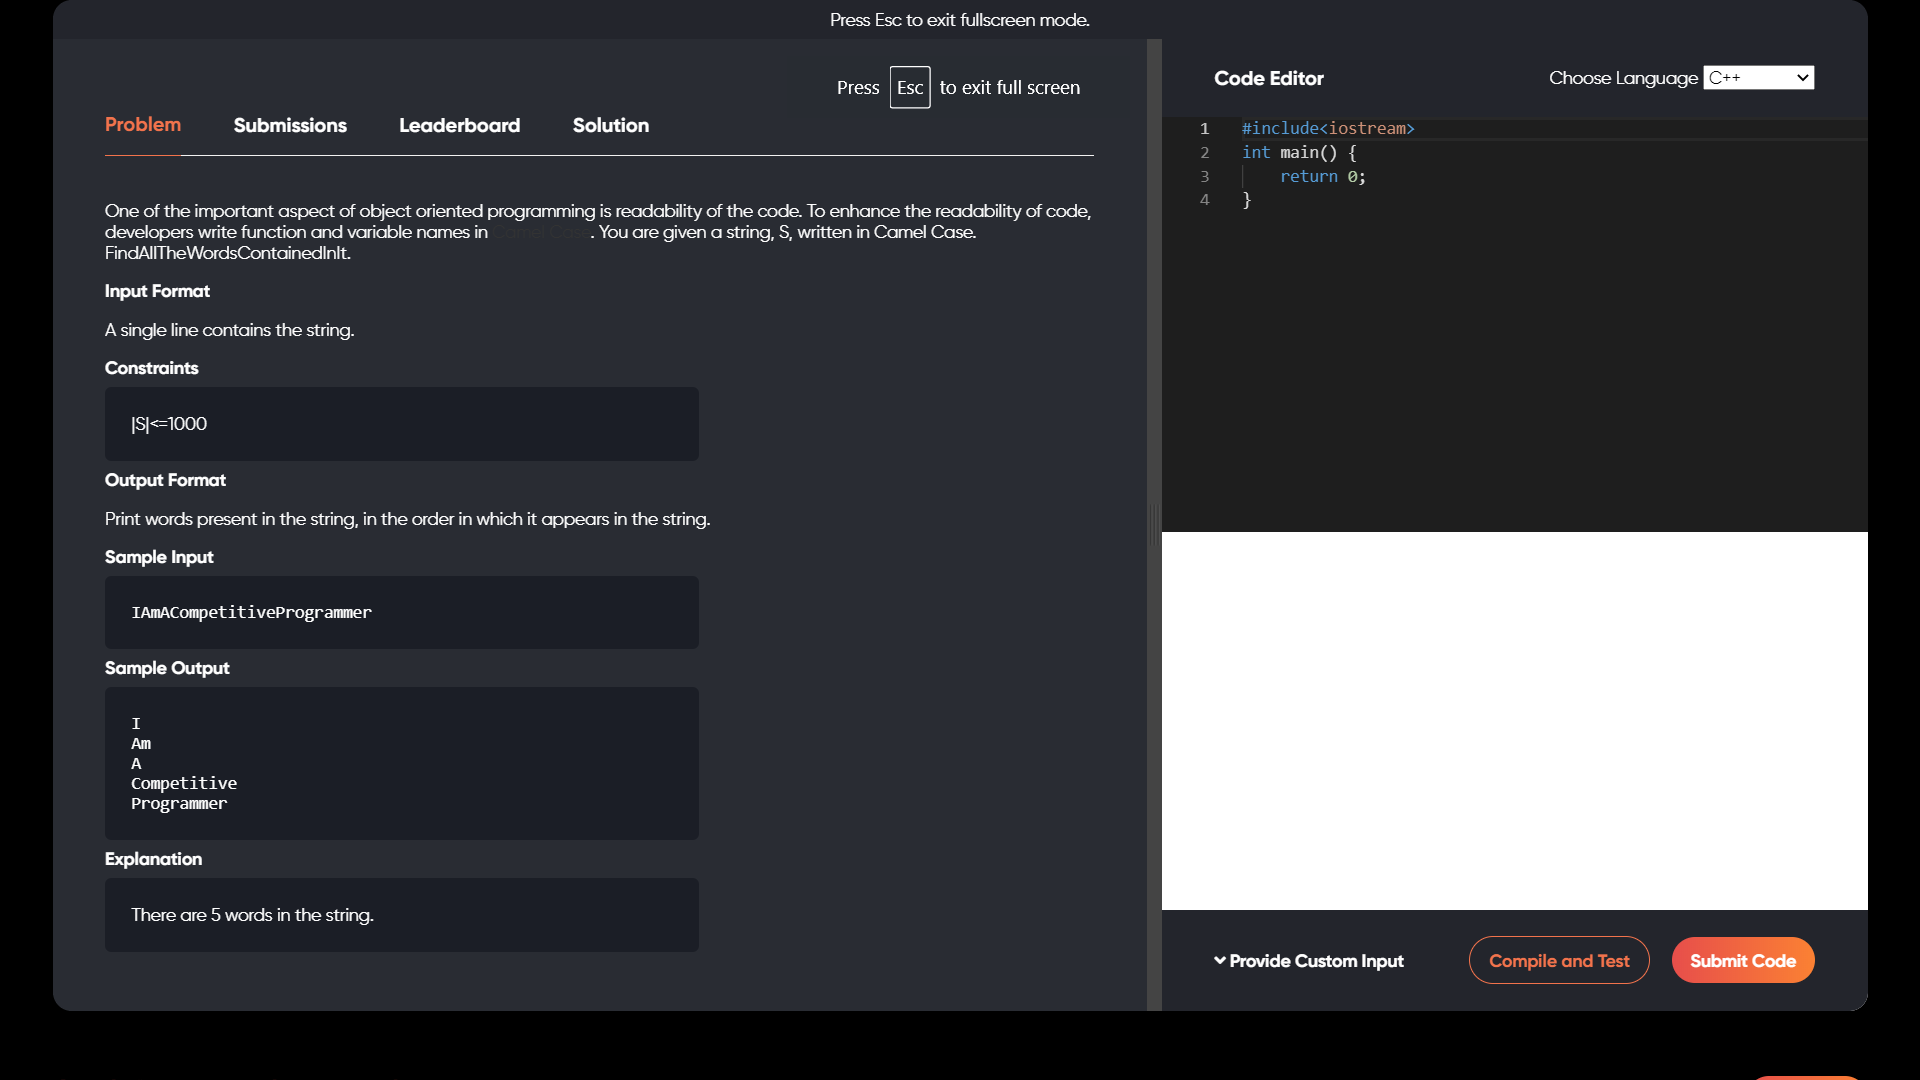 Press Esc to exit fullscreen mode.
Press Esc to exit full screen
Problem Submissions Leaderboard Solution
One of the important aspect of object oriented programming is readability of the code. To enhance the readability of code,
developers write function and variable names in Camel Case. You are given a string, S, written in Camel Case.
FindAllTheWordsContainedInIt.
Input Format
A single line contains the string.
Constraints
|S|<=1000
Output Format
Print words present in the string, in the order in which it appears in the string.
Sample Input
IAmACompetitiveProgrammer
Sample Output
I
Am
A
Competitive
Programmer
Explanation
There are 5 words in the string.
Code Editor
Choose Language C++
1 #include<iostream>
2 int main() {
3 return 0;
4 }
Provide Custom Input
Compile and Test
Submit Code